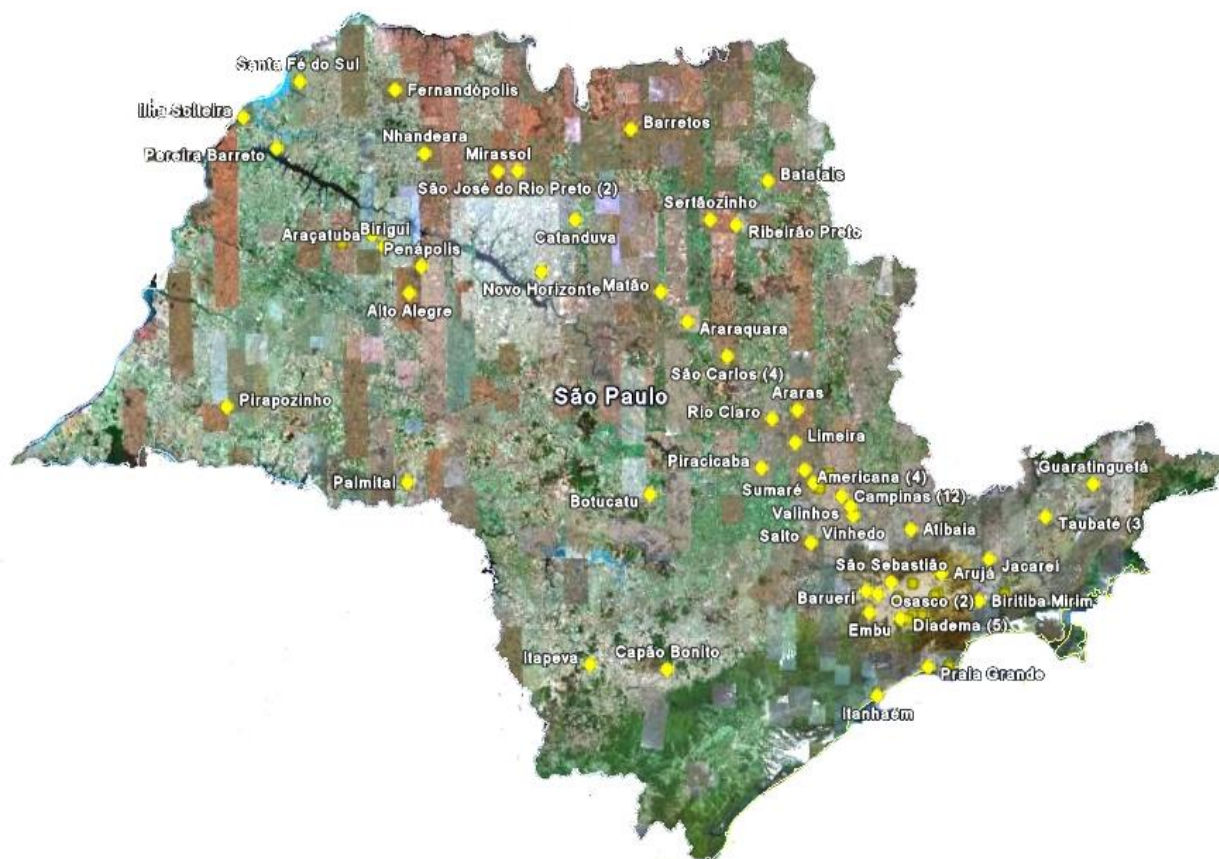 Santa Fé do Sul
Fernandópolis
Ilha Solteira
Barretos
Nhandeara
Mirassol
Pereira Barreto
Batatais
São José do Rio Preto (2)
Sertãozinho
Ribeirão Preto
Catanduva
Birigui
Araçatuba
Penápolis
Novo Horizonte
Matão
Alto Alegre
Araraquara
São Carlos (4)
São Paulo
Araras
Pirapozinho
Rio Claro
Limeira
Piracicaba
Guaratinguetá
Americana (4)
Palmital
Sumaré
Botucatu
Campinas (12)
Valinhos
Taubaté (3
Atibaia
Salto
Vinhedo
São Sebastião
Jacareí
Arujá
Barueri
Osasco (2)
Biritiba Mirim
Embu
Diadema (5)
Capão Bonito
Itapeva
Praia Grande
Itanhaém